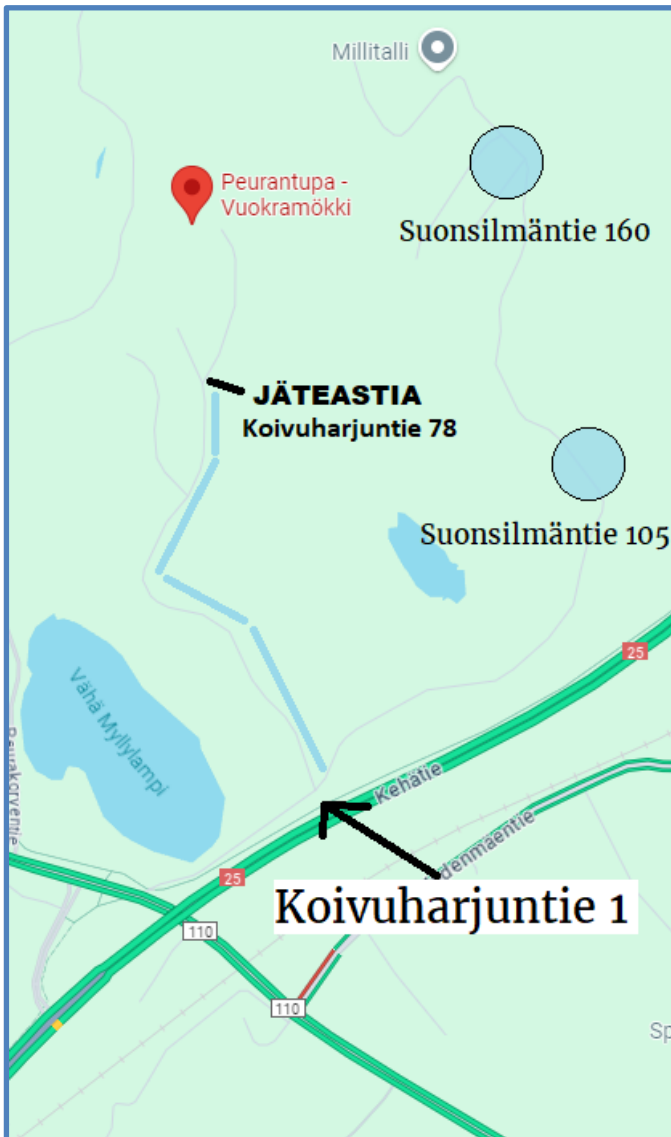 Millitalli
Peurantupa -
Vuokramökki
Suonsilmäntie 160
JÄTEASTIA
Koivuharjuntie 78
Suonsilmäntie 105
25
Vähä Myllylampi
Kehätie
25
Koivuharjuntie 1
110
110
Sp